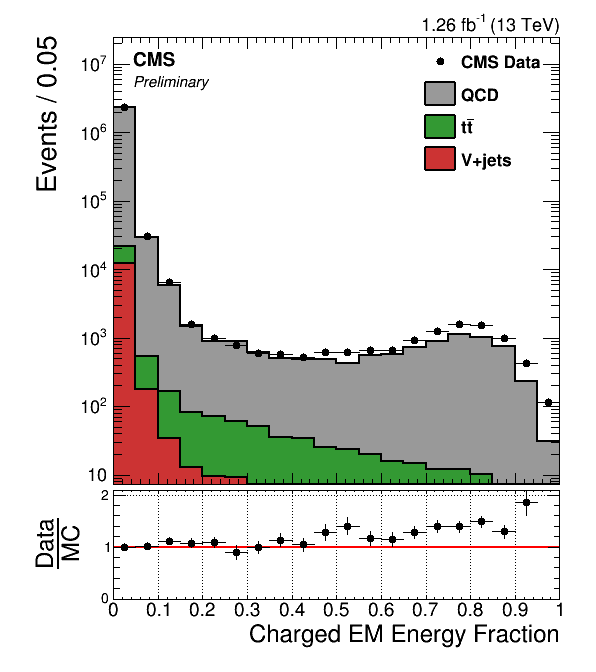 1.26 fb⁻¹ (13 TeV)
CMS
Preliminary
CMS Data
QCD
tt̄
V+jets
Events / 0.05
10⁷
10⁶
10⁵
10⁴
10³
10²
10
Data
MC
2
1
0
0 0.1 0.2 0.3 0.4 0.5 0.6 0.7 0.8 0.9 1
Charged EM Energy Fraction